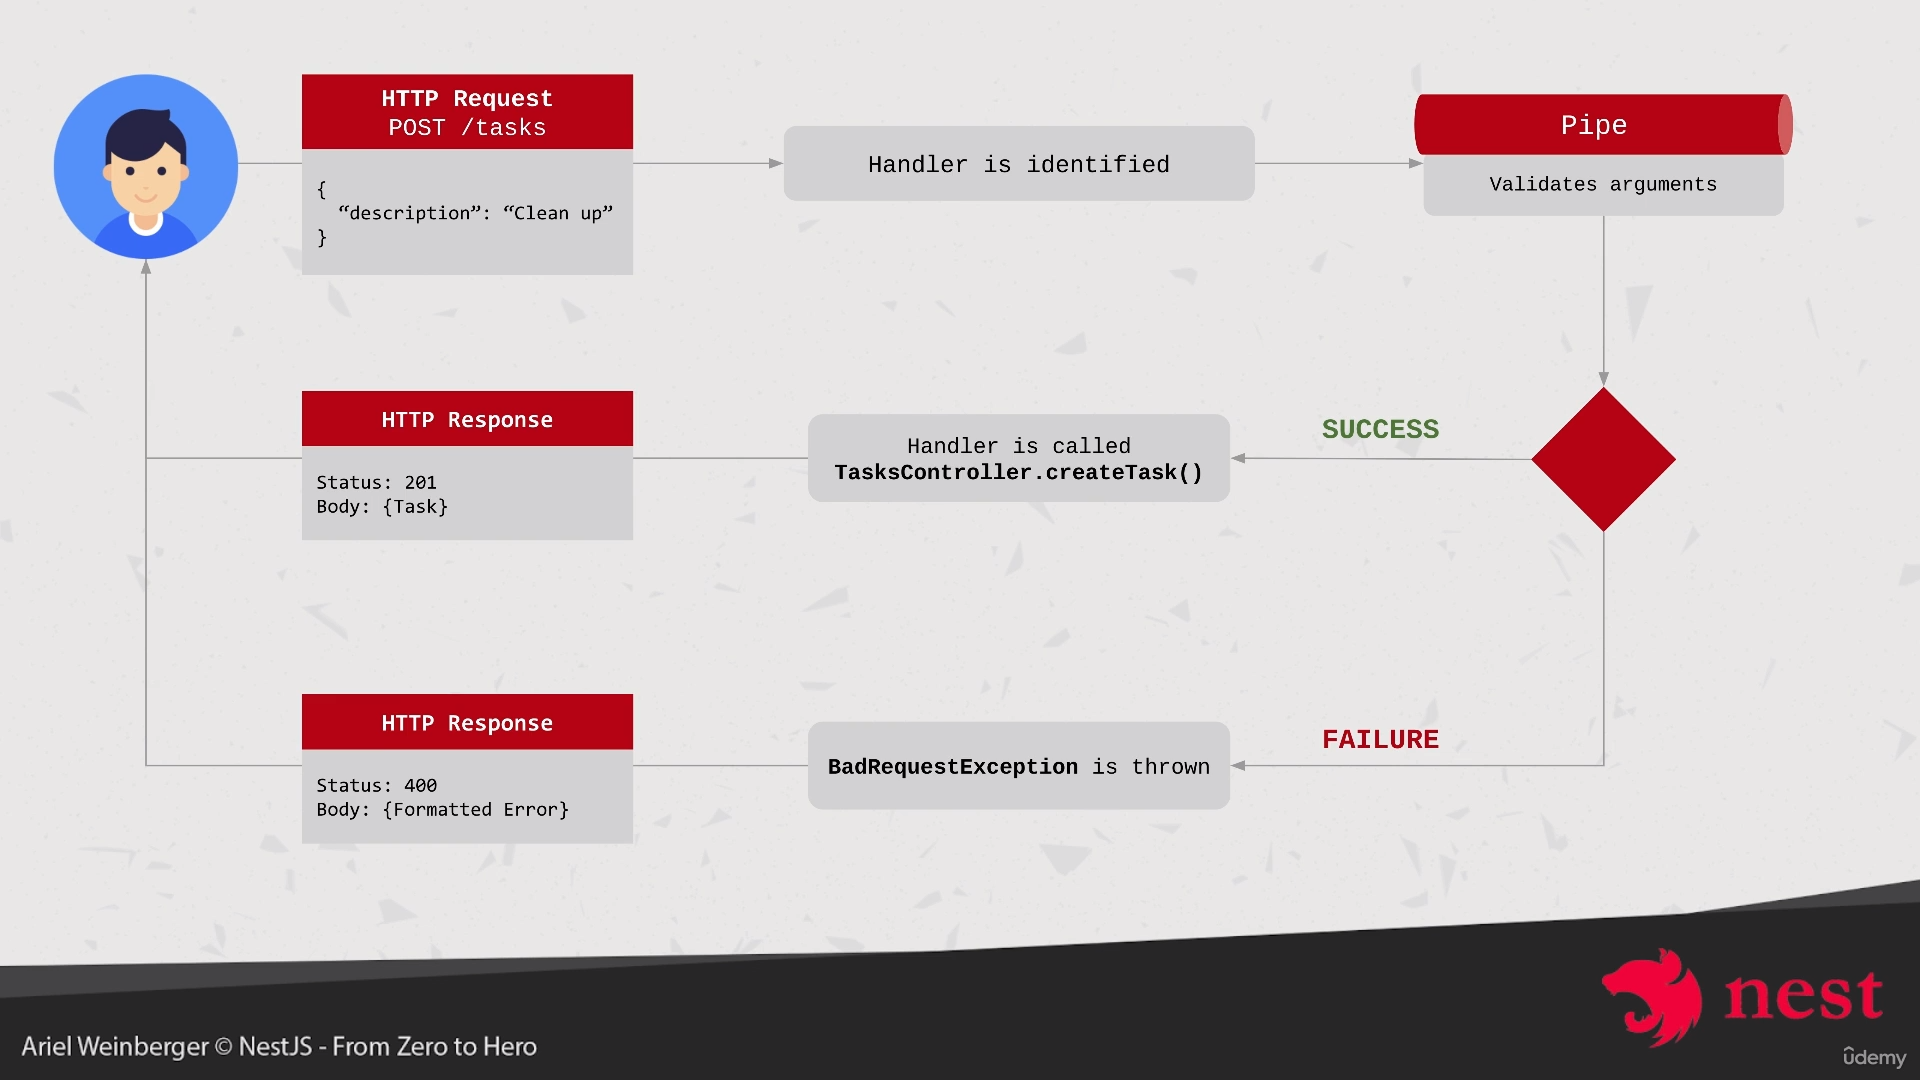 HTTP Request
POST /tasks
{
“description”: “Clean up”
}
Handler is identified
Pipe
Validates arguments
HTTP Response
Status: 201
Body: {Task}
Handler is called
TasksController.createTask()
SUCCESS
HTTP Response
Status: 400
Body: {Formatted Error}
BadRequestException is thrown
FAILURE
nest
Ariel Weinberger © NestJS - From Zero to Hero
ûdemy